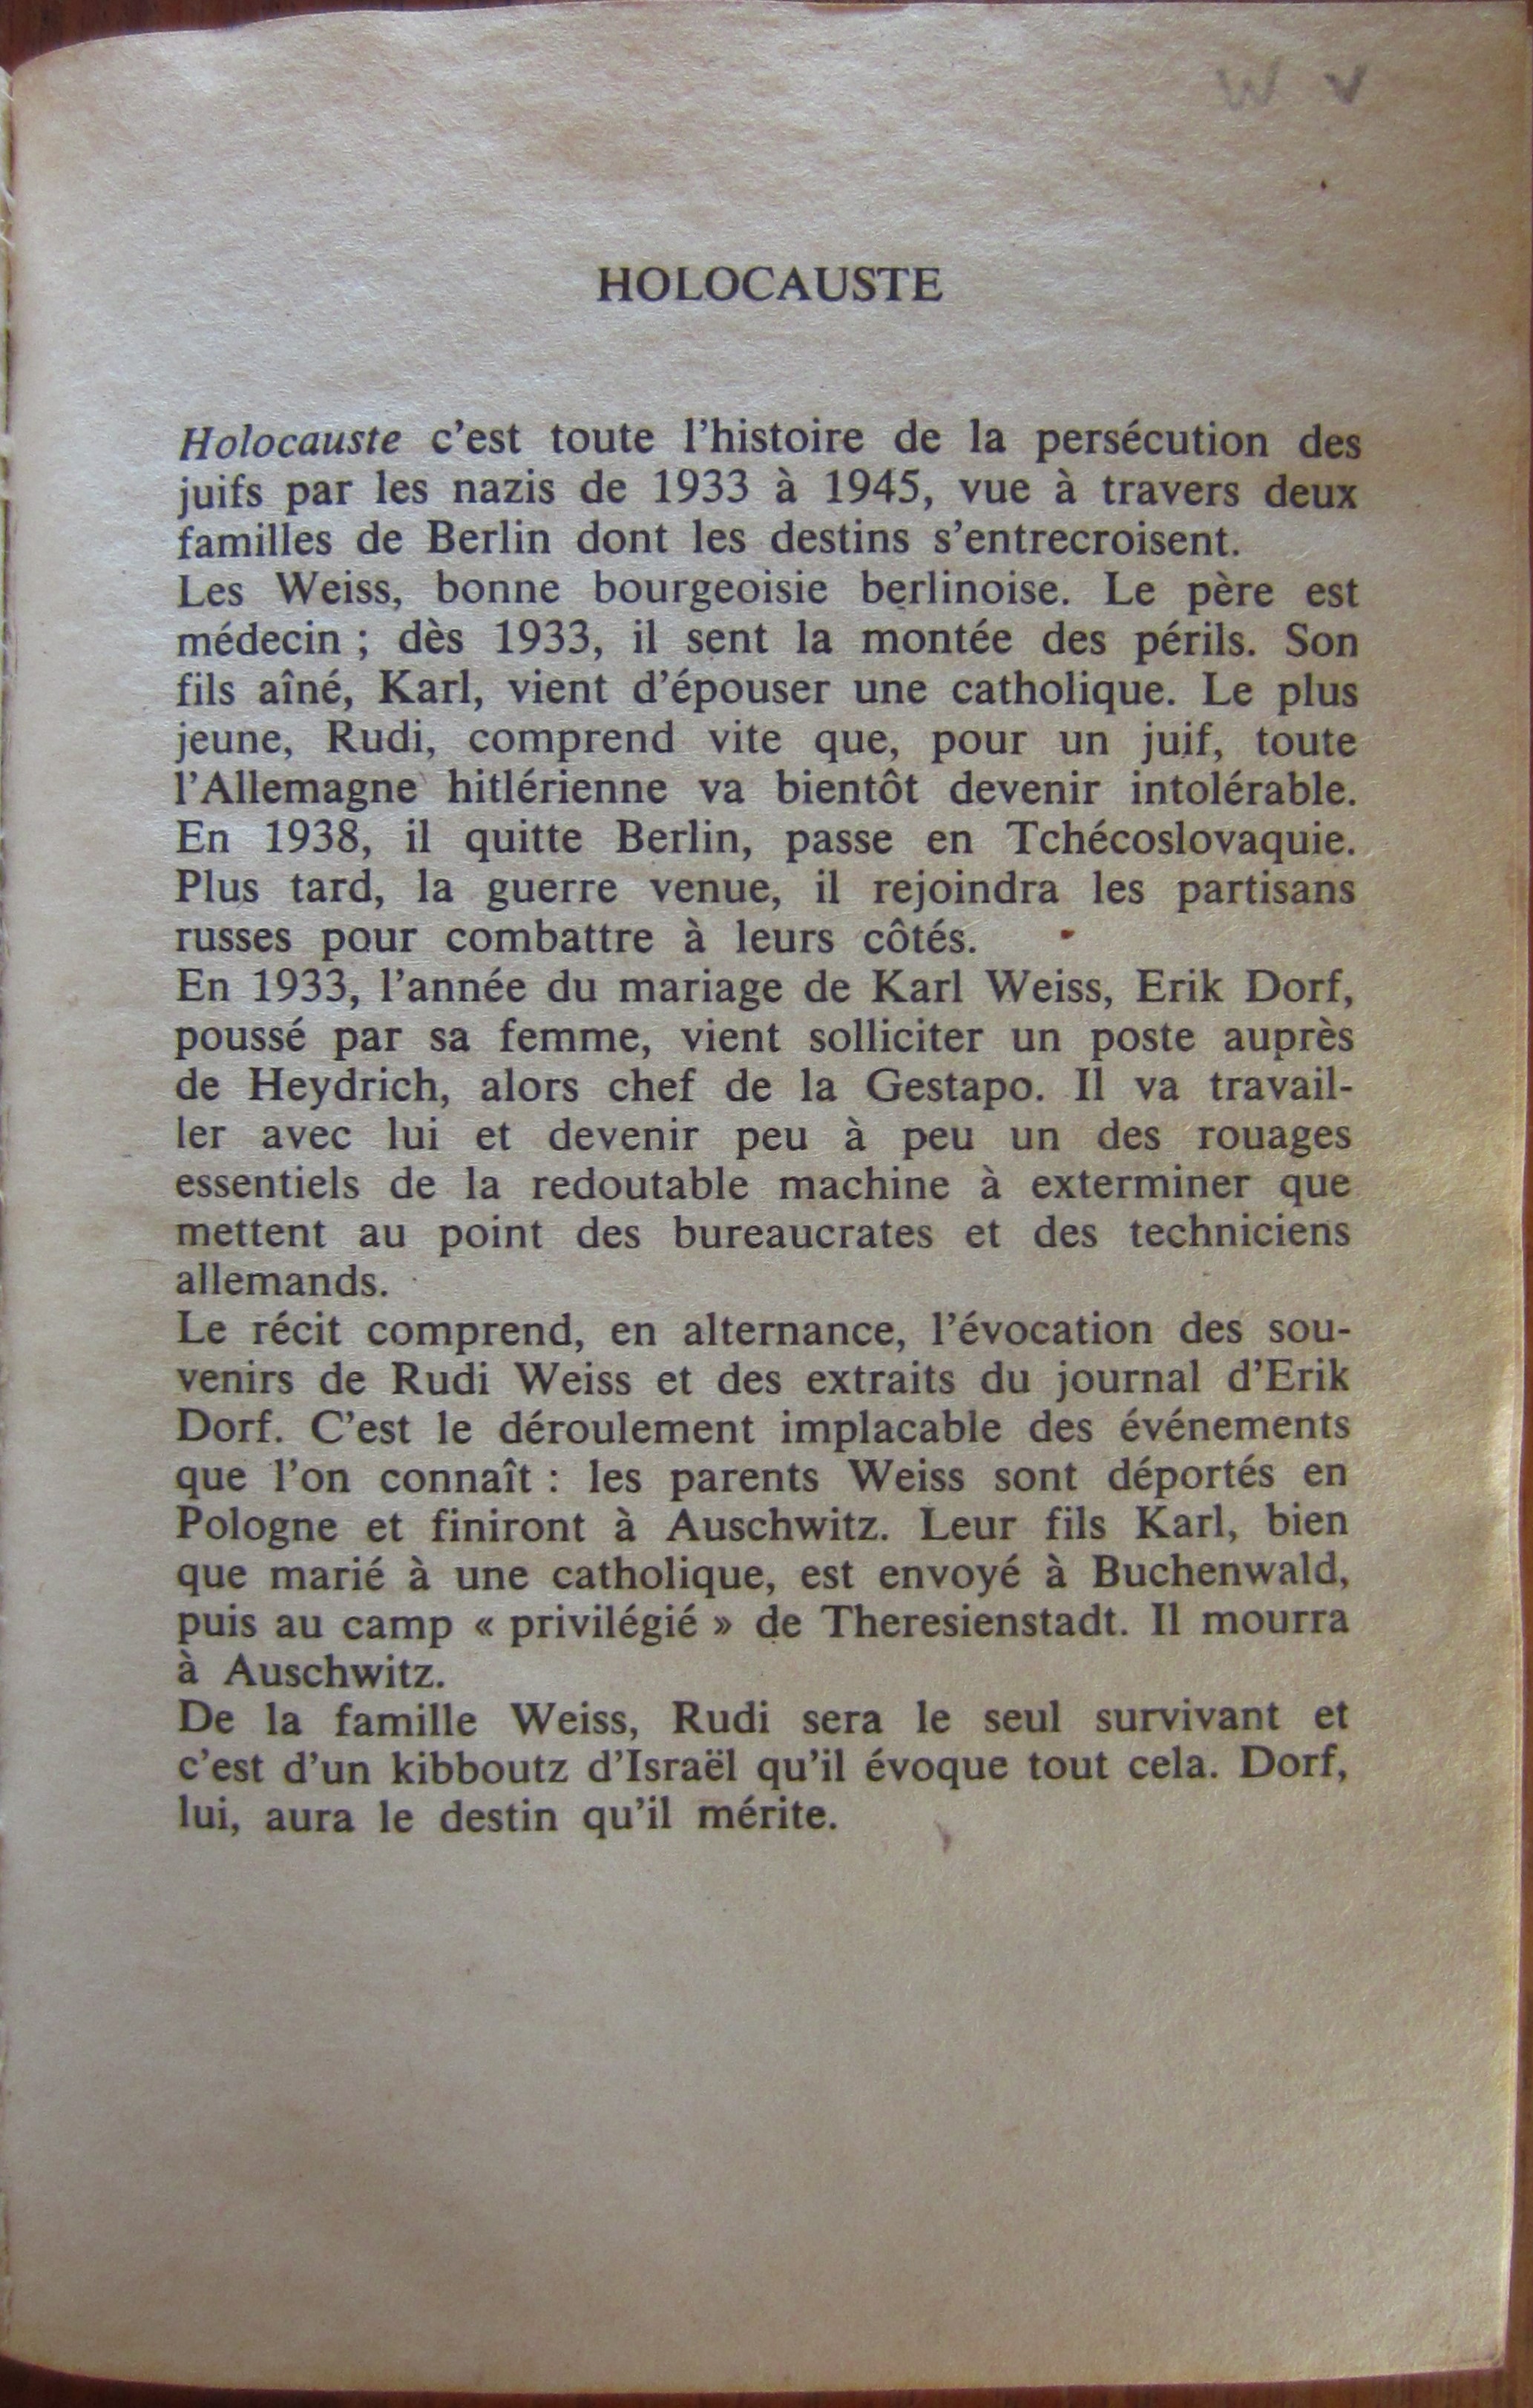 W V
HOLOCAUSTE
Holocauste c'est toute l'histoire de la persécution des
juifs par les nazis de 1933 à 1945, vue à travers deux
familles de Berlin dont les destins s'entrecroisent.
Les Weiss, bonne bourgeoisie berlinoise. Le père est
médecin ; dès 1933, il sent la montée des périls. Son
fils aîné, Karl, vient d'épouser une catholique. Le plus
jeune, Rudi, comprend vite que, pour un juif, toute
l'Allemagne hitlérienne va bientôt devenir intolérable.
En 1938, il quitte Berlin, passe en Tchécoslovaquie.
Plus tard, la guerre venue, il rejoindra les partisans
russes pour combattre à leurs côtés.
En 1933, l'année du mariage de Karl Weiss, Erik Dorf,
poussé par sa femme, vient solliciter un poste auprès
de Heydrich, alors chef de la Gestapo. Il va travail-
ler avec lui et devenir peu à peu un des rouages
essentiels de la redoutable machine à exterminer que
mettent au point des bureaucrates et des techniciens
allemands.
Le récit comprend, en alternance, l'évocation des sou-
venirs de Rudi Weiss et des extraits du journal d'Erik
Dorf. C'est le déroulement implacable des événements
que l'on connaît : les parents Weiss sont déportés en
Pologne et finiront à Auschwitz. Leur fils Karl, bien
que marié à une catholique, est envoyé à Buchenwald,
puis au camp « privilégié » de Theresienstadt. Il mourra
à Auschwitz.
De la famille Weiss, Rudi sera le seul survivant et
c'est d'un kibboutz d'Israël qu'il évoque tout cela. Dorf,
lui, aura le destin qu'il mérite.